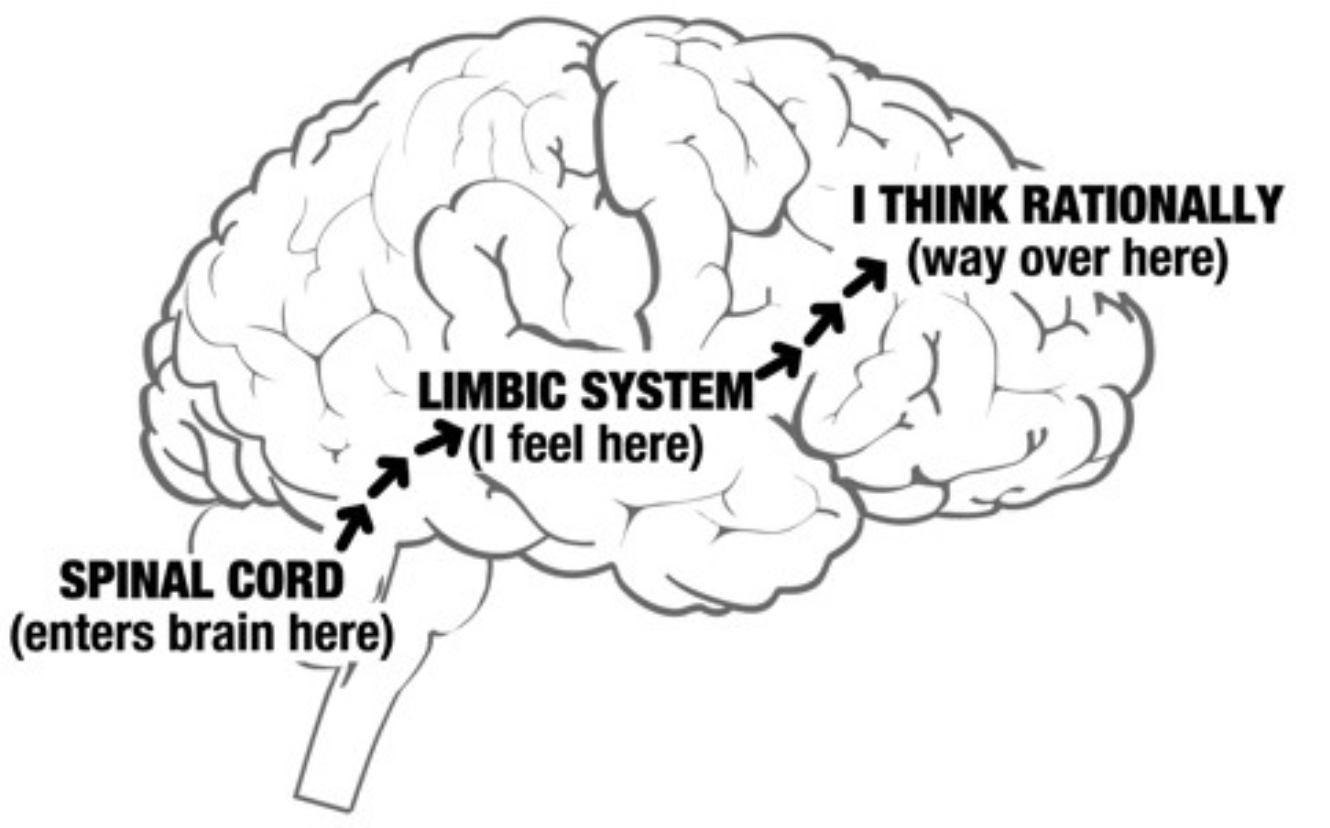 I THINK RATIONALLY
(way over here)
LIMBIC SYSTEM
(I feel here)
SPINAL CORD
(enters brain here)